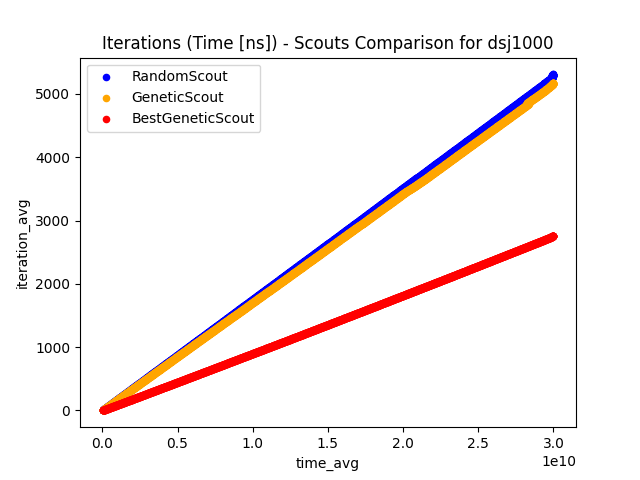 Iterations (Time [ns]) - Scouts Comparison for dsj1000
RandomScout
GeneticScout
BestGeneticScout
iteration_avg
5000
4000
3000
2000
1000
0
0.0 0.5 1.0 1.5 2.0 2.5 3.0
1e10
time_avg